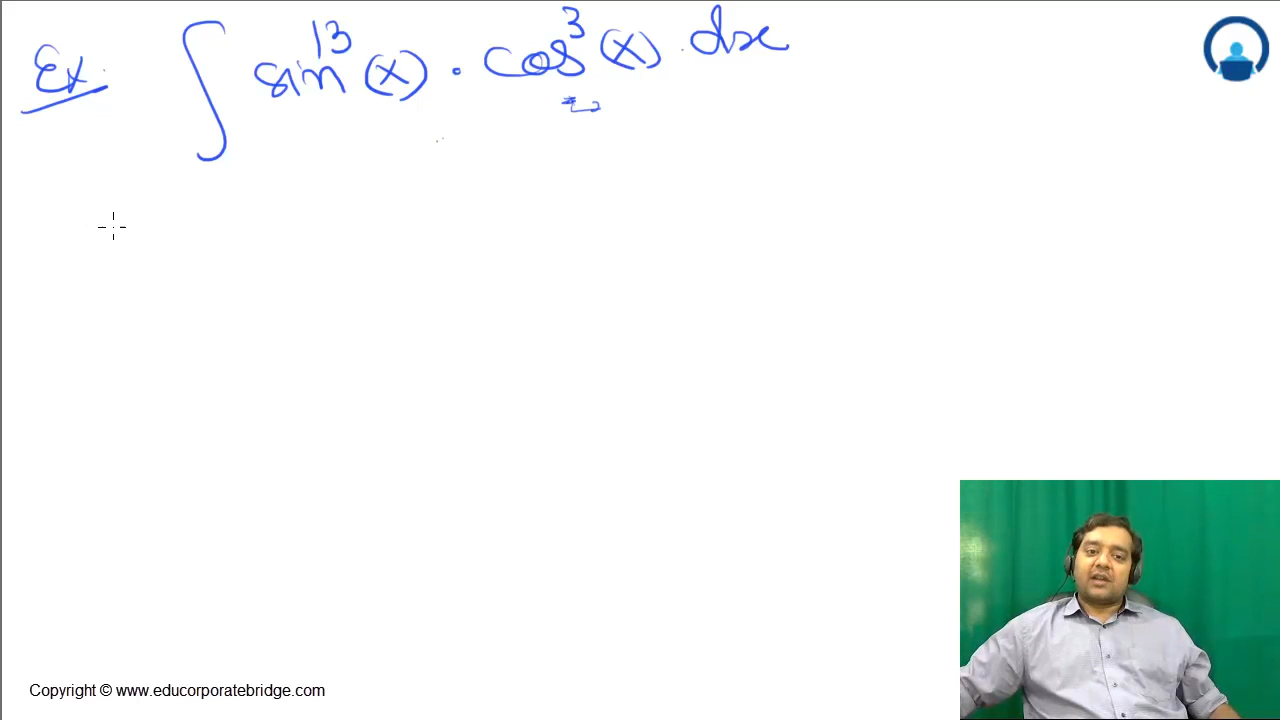 Ex. ∫ sin¹³(x) · cos³(x) · dx
Copyright © www.educorporatebridge.com